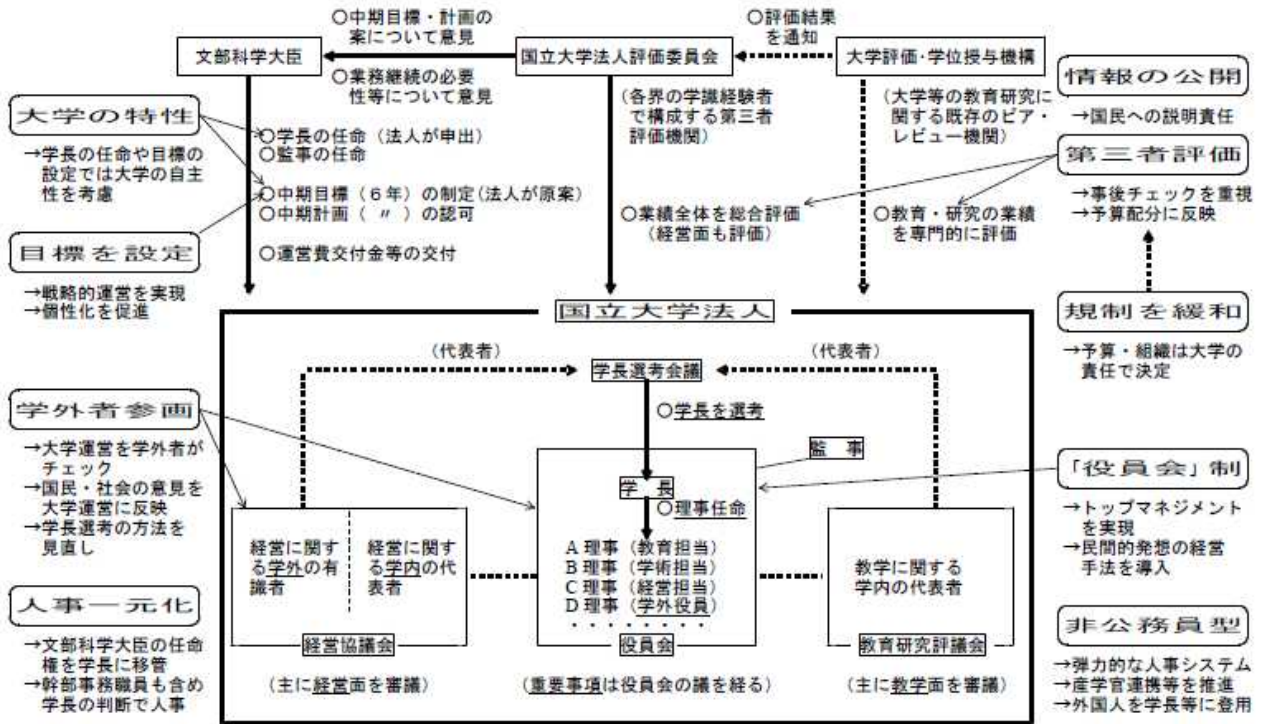 ○中期目標・計画の
案について意見
○評価結果
を通知
文部科学大臣
国立大学法人評価委員会
大学評価・学位授与機構
○業務継続の必要
性等について意見
(各界の学識経験者
で構成する第三者
評価機関)
(大学等の教育研究に
関する既存のピア・
レビュー機関)
情報の公開
→国民への説明責任
大学の特性
→学長の任命や目標の
設定では大学の自主
性を考慮
○学長の任命(法人が申出)
○監事の任命
○中期目標(6年)の制定(法人が原案)
○中期計画(〃)の認可
○運営費交付金等の交付
第三者評価
→事後チェックを重視
→予算配分に反映
○業績全体を総合評価
(経営面も評価)
○教育・研究の業績
を専門的に評価
目標を設定
→戦略的運営を実現
→個性化を促進
規制を緩和
→予算・組織は大学の
責任で決定
国立大学法人
(代表者)
(代表者)
学長選考会議
○学長を選考
学外者参画
→大学運営を学外者が
チェック
→国民・社会の意見を
大学運営に反映
→学長選考の方法を
見直し
監 事
「役員会」制
→トップマネジメント
を実現
→民間的発想の経営
手法を導入
学 長
○理事任命
経営に関す
る学外の有
識者
経営に関す
る学内の代
表者
A 理事(教育担当)
B 理事(学術担当)
C 理事(経営担当)
D 理事(学外役員)
・・・・・・・・
教学に関する
学内の代表者
経営協議会
役員会
教育研究評議会
(主に経営面を審議)
(重要事項は役員会の議を経る)
(主に教学面を審議)
人事一元化
→文部科学大臣の任命
権を学長に移管
→幹部事務職員も含め
学長の判断で人事
非公務員型
→弾力的な人事システム
→産学官連携等を推進
→外国人を学長等に登用